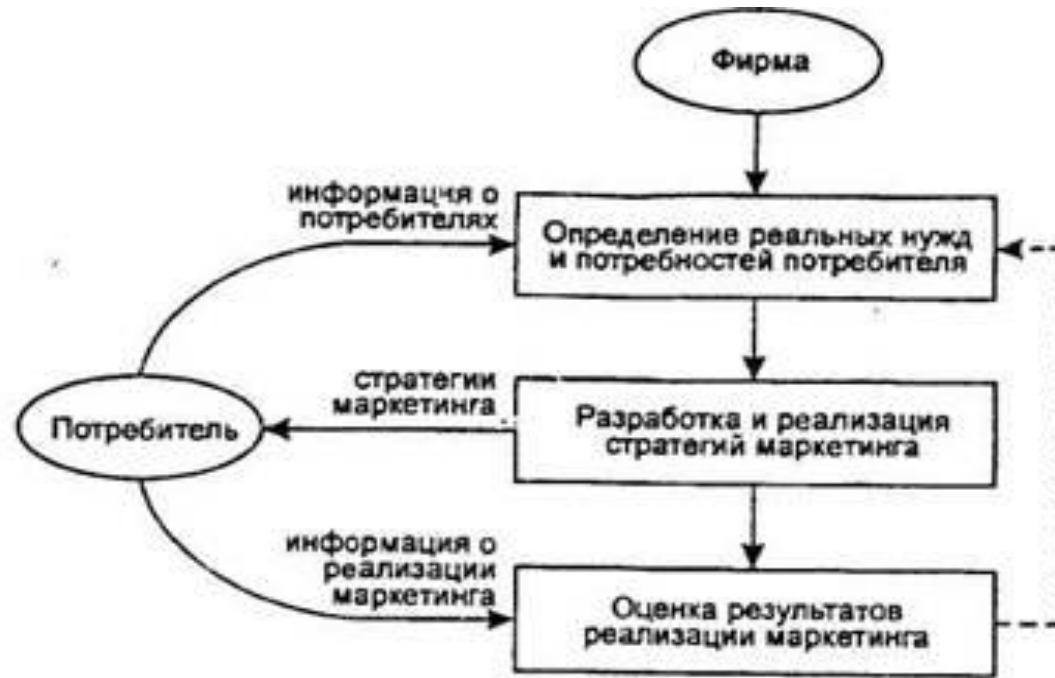 Фирма
информация о
потребителях
Определение реальных нужд
и потребностей потребителя
стратегии
маркетинга
Потребитель
Разработка и реализация
стратегий маркетинга
информация о
реализации
маркетинга
Оценка результатов
реализации маркетинга